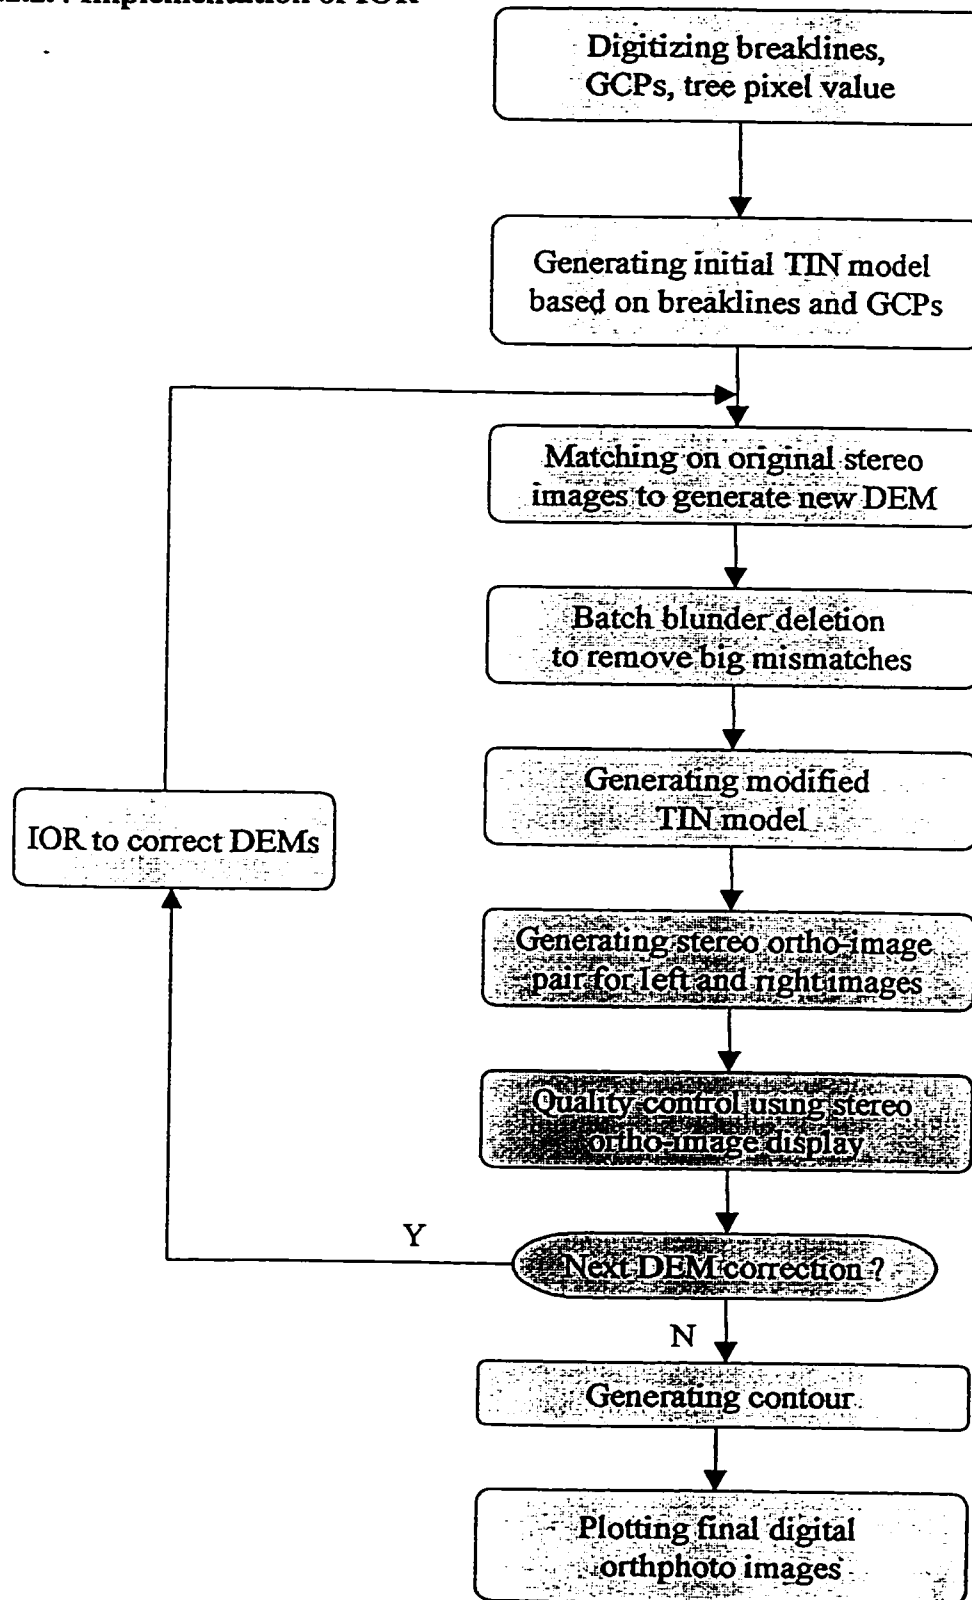 Implementation of IOR
Digitizing breaklines,
GCPs, tree pixel value
Generating initial TIN model
based on breaklines and GCPs
Matching on original stereo
images to generate new DEM
Batch blunder deletion
to remove big mismatches
Generating modified
TIN model
IOR to correct DEMs
Generating stereo ortho-image
pair for left and right images
Quality control using stereo
ortho-image display
Y
Next DEM correction ?
N
Generating contour
Plotting final digital
orthphoto images